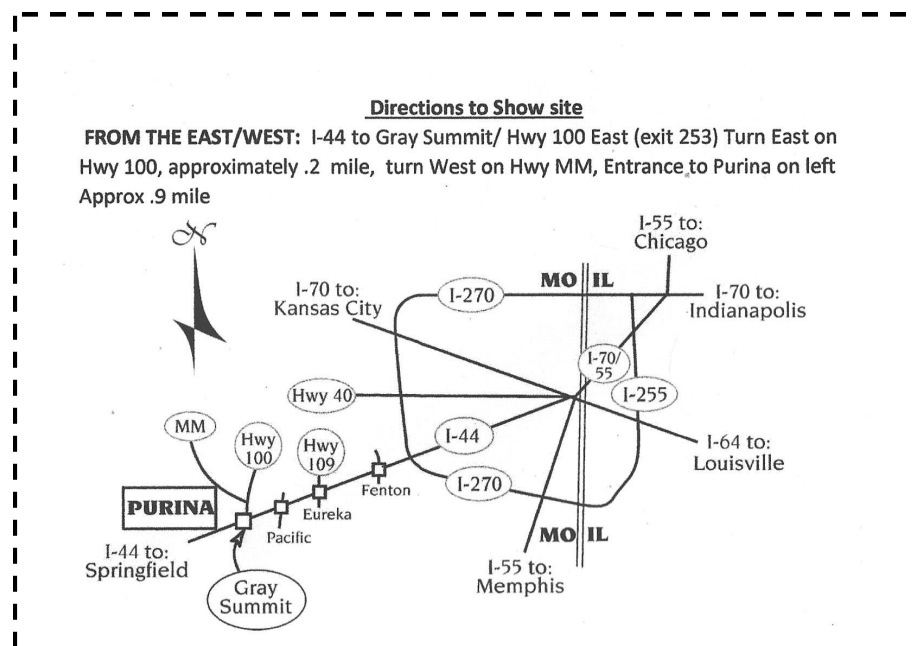 Directions to Show site
FROM THE EAST/WEST: I-44 to Gray Summit/ Hwy 100 East (exit 253) Turn East on
Hwy 100, approximately .2 mile, turn West on Hwy MM, Entrance to Purina on left
Approx .9 mile
N
I-55 to:
Chicago
MO IL
I-70 to:
Kansas City
I-270
I-70 to:
Indianapolis
I-70/
55
Hwy 40
I-255
MM
Hwy
100
Hwy
109
I-44
I-64 to:
Louisville
I-270
Fenton
PURINA
Eureka
Pacific
MO IL
I-44 to:
Springfield
I-55 to:
Memphis
Gray
Summit